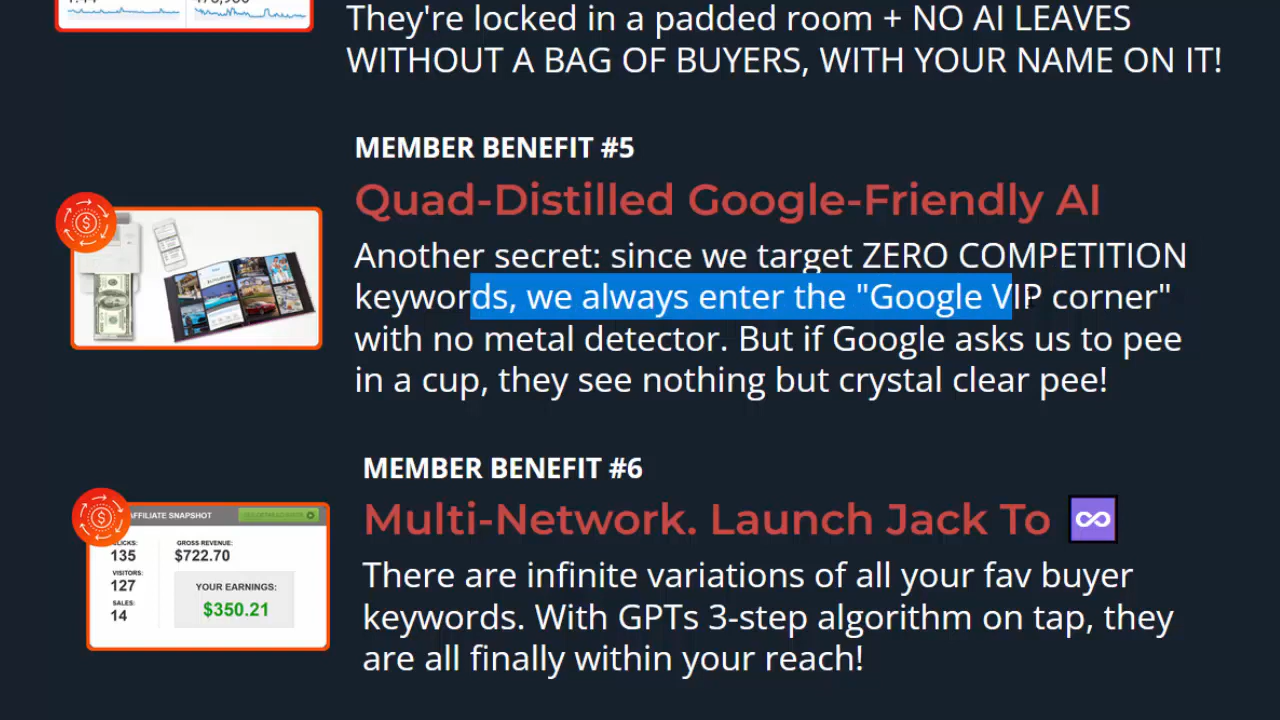 They're locked in a padded room + NO AI LEAVES
WITHOUT A BAG OF BUYERS, WITH YOUR NAME ON IT!
MEMBER BENEFIT #5
Quad-Distilled Google-Friendly AI
Another secret: since we target ZERO COMPETITION
keywords, we always enter the "Google VIP corner"
with no metal detector. But if Google asks us to pee
in a cup, they see nothing but crystal clear pee!
MEMBER BENEFIT #6
Multi-Network. Launch Jack To ♾️
AFFILIATE SNAPSHOT
CLICKS:
135
GROSS REVENUE:
$722.70
VISITORS:
127
YOUR EARNINGS:
$350.21
SALES:
14
There are infinite variations of all your fav buyer
keywords. With GPTs 3-step algorithm on tap, they
are all finally within your reach!